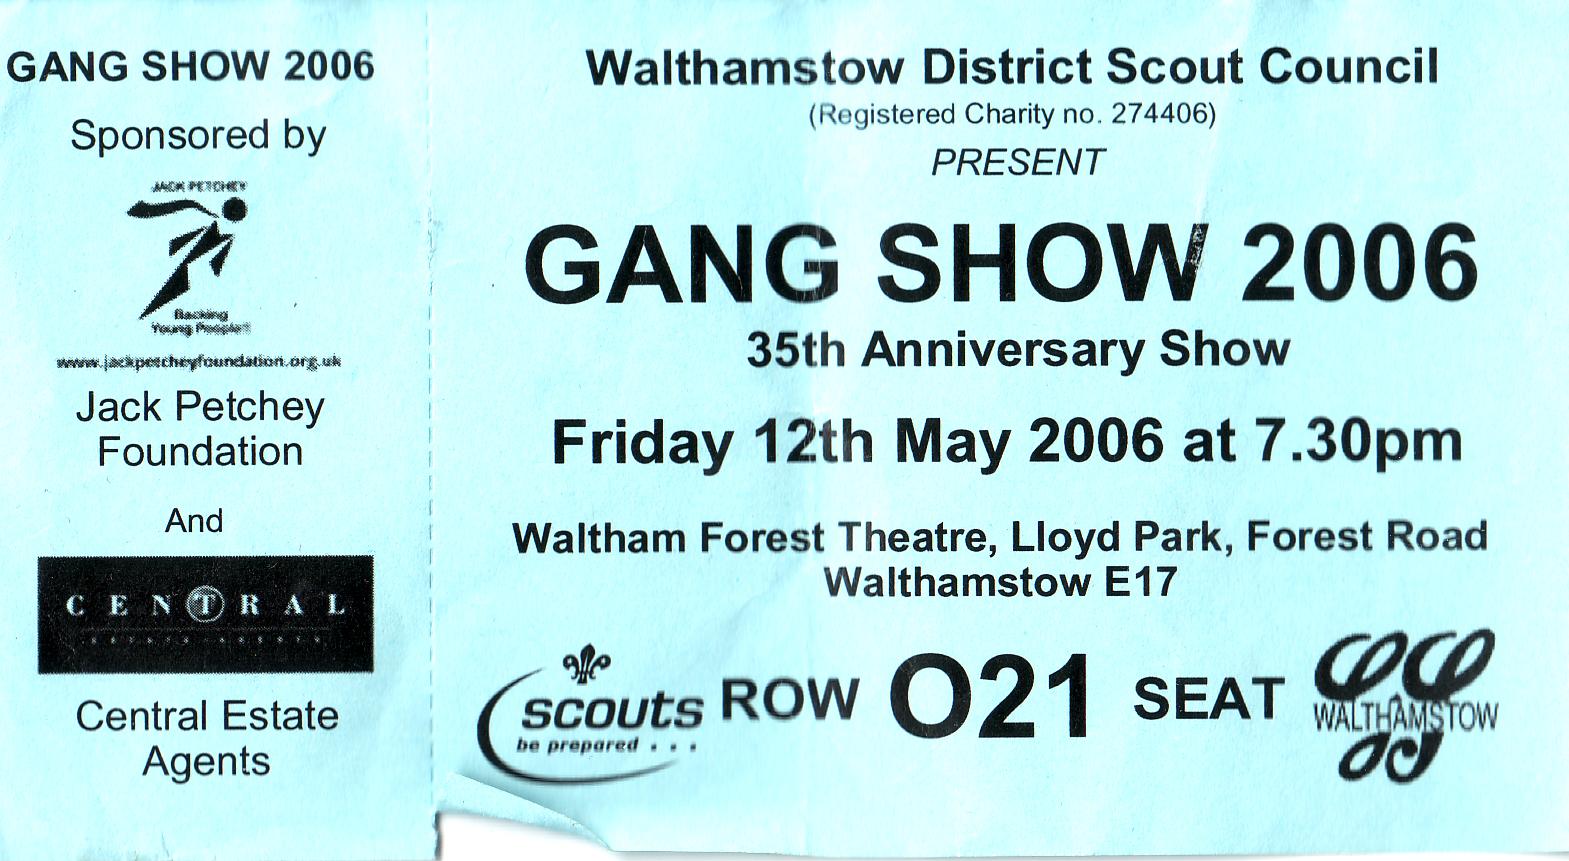 GANG SHOW 2006
Sponsored by
JACK PETCHEY
Backing
Young People!!
www.jackpetcheyfoundation.org.uk
Jack Petchey
Foundation
And
CENTRAL
ESTATE AGENTS
Central Estate
Agents
Walthamstow District Scout Council
(Registered Charity no. 274406)
PRESENT
GANG SHOW 2006
35th Anniversary Show
Friday 12th May 2006 at 7.30pm
Waltham Forest Theatre, Lloyd Park, Forest Road
Walthamstow E17
scouts
be prepared . . .
ROW O21 SEAT
WALTHAMSTOW